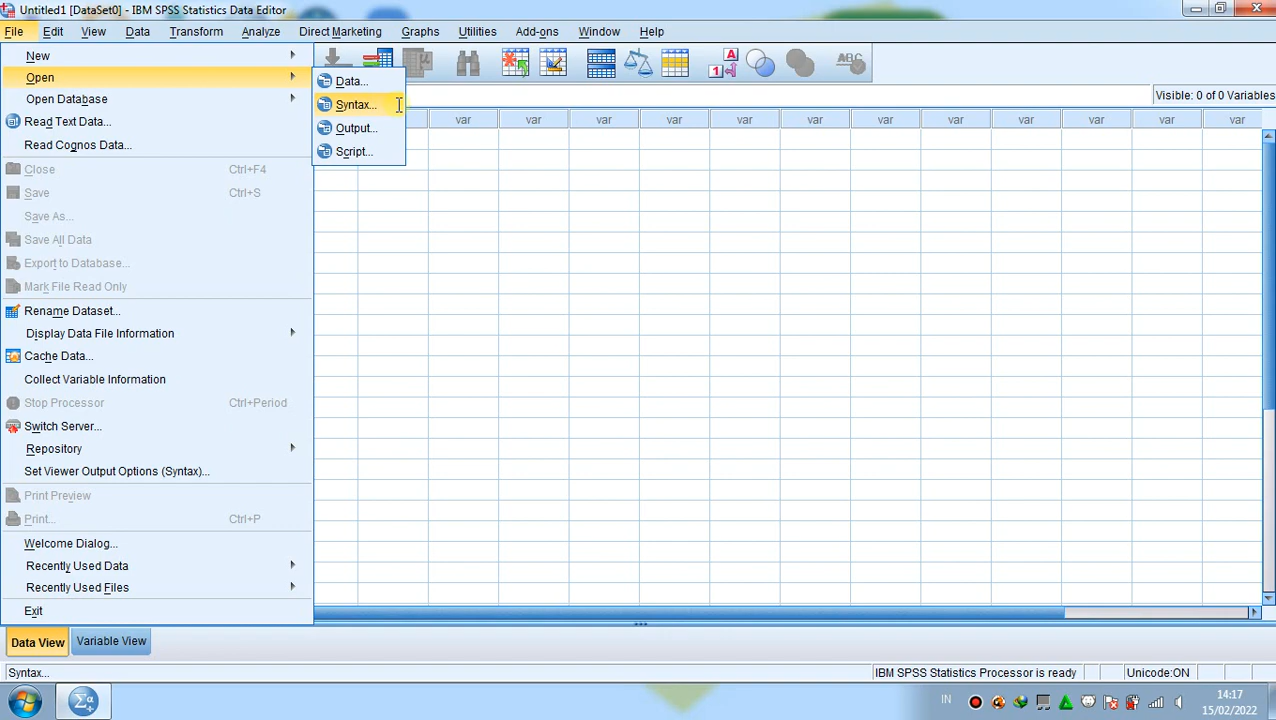 Untitled1 [DataSet0] - IBM SPSS Statistics Data Editor
File Edit View Data Transform Analyze Direct Marketing Graphs Utilities Add-ons Window Help
New
Open
Open Database
Read Text Data...
Read Cognos Data...
Close Ctrl+F4
Save Ctrl+S
Save As...
Save All Data
Export to Database...
Mark File Read Only
Rename Dataset...
Display Data File Information
Cache Data...
Collect Variable Information
Stop Processor Ctrl+Period
Switch Server...
Repository
Set Viewer Output Options (Syntax)...
Print Preview
Print... Ctrl+P
Welcome Dialog...
Recently Used Data
Recently Used Files
Exit
Data...
Syntax...
Output...
Script...
A
1
ABC
Visible: 0 of 0 Variables
var var var var var var var var var var var var
Data View Variable View
Syntax...
IBM SPSS Statistics Processor is ready
Unicode:ON
IN
14:17
15/02/2022